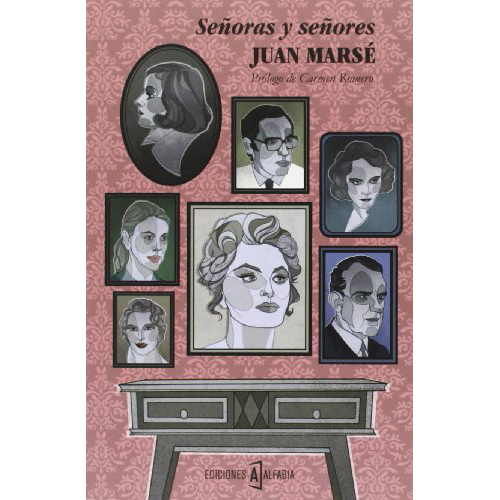 Señoras y señores
JUAN MARSÉ
Prólogo de Carmen Romero
EDICIONES A ALFABIA